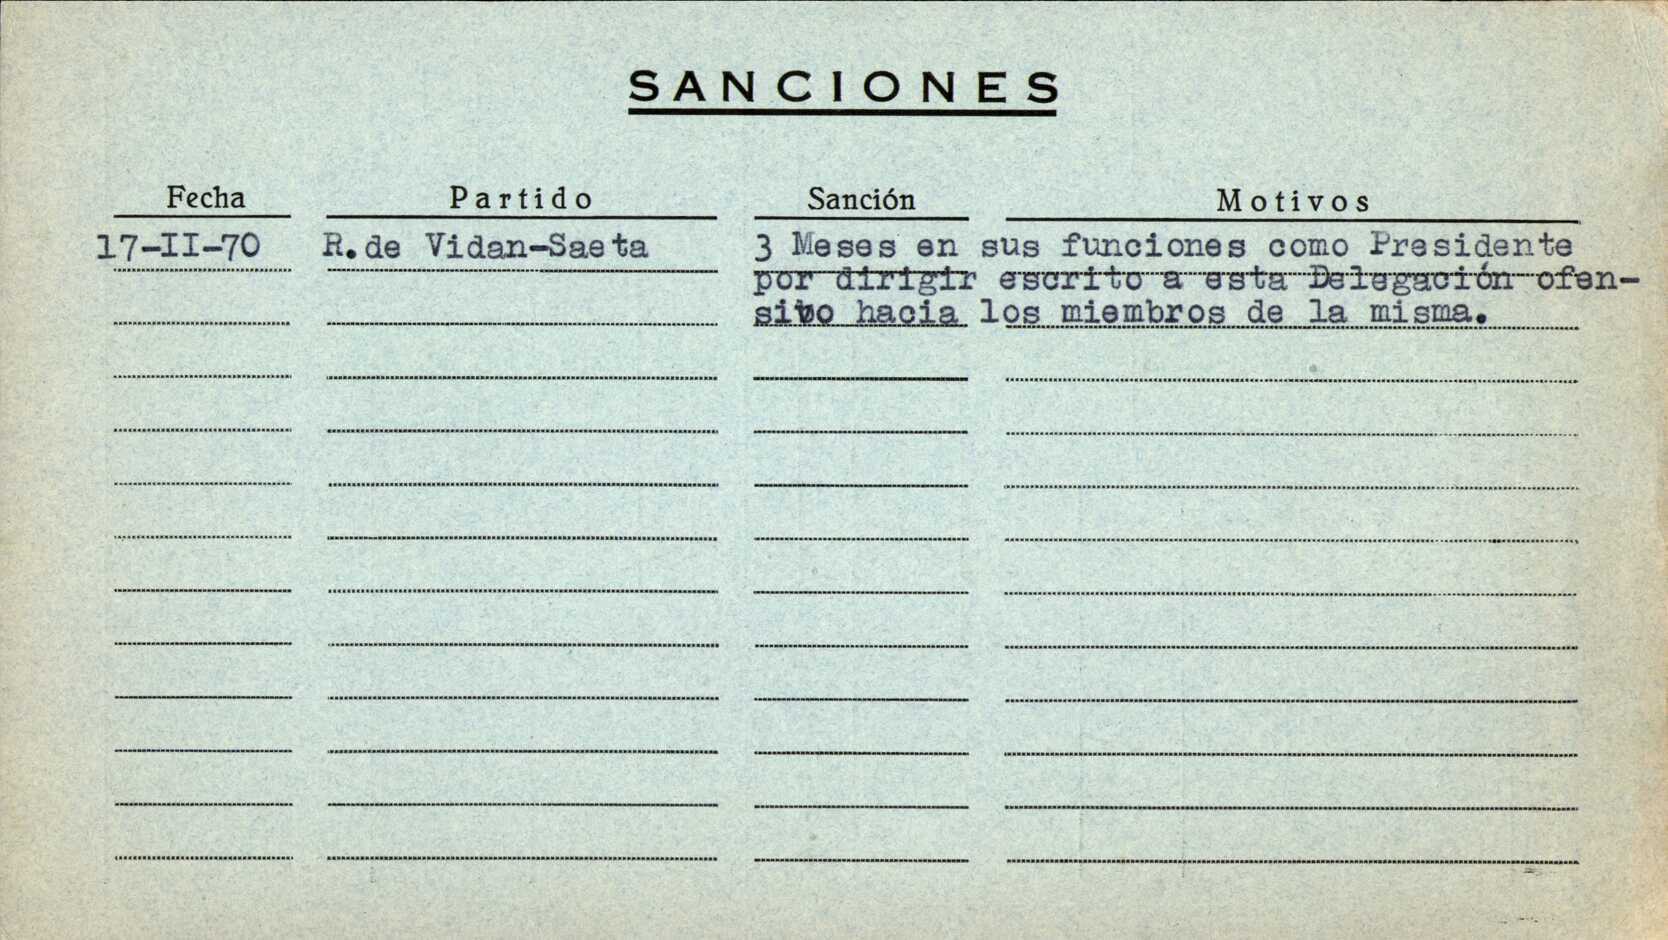 SANCIONES
Fecha Partido Sanción Motivos
17-II-70 R.de Vidan-Saeta 3 Meses en sus funciones como Presidente
por dirigir escrito a esta Delegación ofen-
sivo hacia los miembros de la misma.